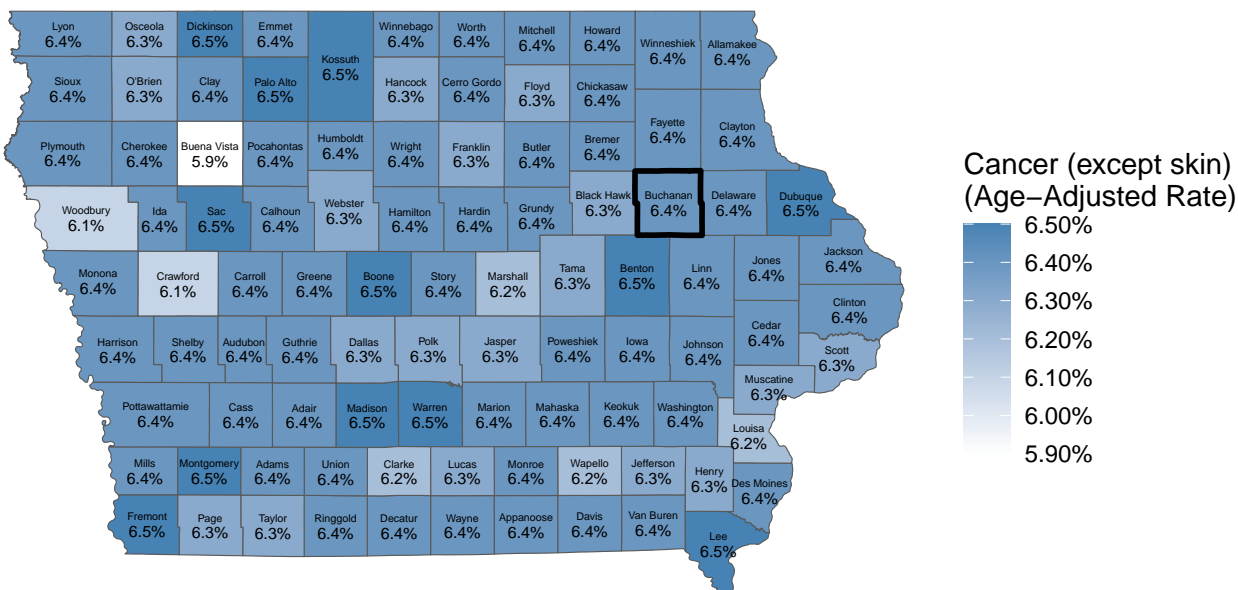 Lyon
6.4%
Osceola
6.3%
Dickinson
6.5%
Emmet
6.4%
Kossuth
6.5%
Winnebago
6.4%
Worth
6.4%
Mitchell
6.4%
Howard
6.4%
Winneshiek
6.4%
Allamakee
6.4%
Sioux
6.4%
O'Brien
6.3%
Clay
6.4%
Palo Alto
6.5%
Hancock
6.3%
Cerro Gordo
6.4%
Floyd
6.3%
Chickasaw
6.4%
Fayette
6.4%
Clayton
6.4%
Plymouth
6.4%
Cherokee
6.4%
Buena Vista
5.9%
Pocahontas
6.4%
Humboldt
6.4%
Wright
6.4%
Franklin
6.3%
Butler
6.4%
Bremer
6.4%
Woodbury
6.1%
Ida
6.4%
Sac
6.5%
Calhoun
6.4%
Webster
6.3%
Hamilton
6.4%
Hardin
6.4%
Grundy
6.4%
Black Hawk
6.3%
Buchanan
6.4%
Delaware
6.4%
Dubuque
6.5%
Monona
6.4%
Crawford
6.1%
Carroll
6.4%
Greene
6.4%
Boone
6.5%
Story
6.4%
Marshall
6.2%
Tama
6.3%
Benton
6.5%
Linn
6.4%
Jones
6.4%
Jackson
6.4%
Clinton
6.4%
Harrison
6.4%
Shelby
6.4%
Audubon
6.4%
Guthrie
6.4%
Dallas
6.3%
Polk
6.3%
Jasper
6.3%
Poweshiek
6.4%
Iowa
6.4%
Johnson
6.4%
Cedar
6.4%
Scott
6.3%
Muscatine
6.3%
Pottawattamie
6.4%
Cass
6.4%
Adair
6.4%
Madison
6.5%
Warren
6.5%
Marion
6.4%
Mahaska
6.4%
Keokuk
6.4%
Washington
6.4%
Louisa
6.2%
Mills
6.4%
Montgomery
6.5%
Adams
6.4%
Union
6.4%
Clarke
6.2%
Lucas
6.3%
Monroe
6.4%
Wapello
6.2%
Jefferson
6.3%
Henry
6.3%
Des Moines
6.4%
Fremont
6.5%
Page
6.3%
Taylor
6.3%
Ringgold
6.4%
Decatur
6.4%
Wayne
6.4%
Appanoose
6.4%
Davis
6.4%
Van Buren
6.4%
Lee
6.5%
Cancer (except skin)
(Age−Adjusted Rate)
6.50%
6.40%
6.30%
6.20%
6.10%
6.00%
5.90%